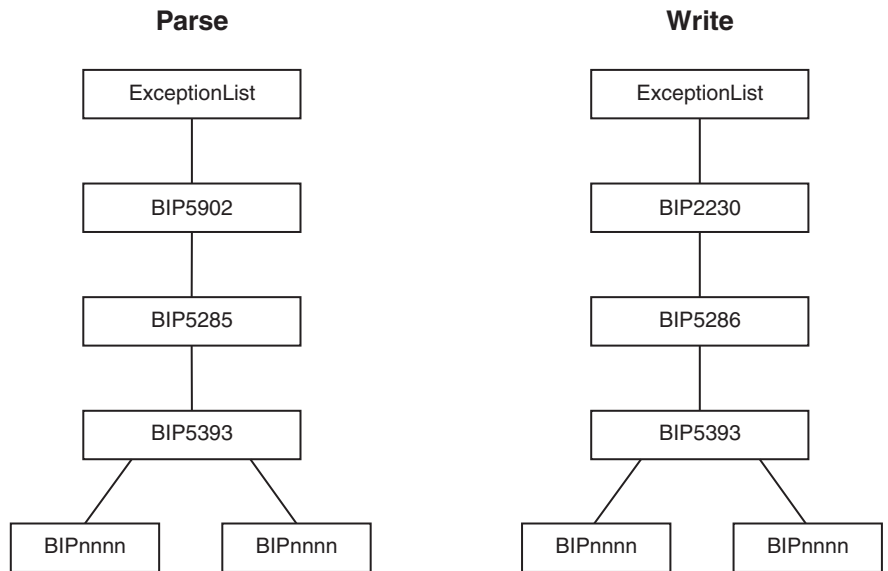 Parse
Write
ExceptionList
ExceptionList
BIP5902
BIP2230
BIP5285
BIP5286
BIP5393
BIP5393
BIPnnnn
BIPnnnn
BIPnnnn
BIPnnnn